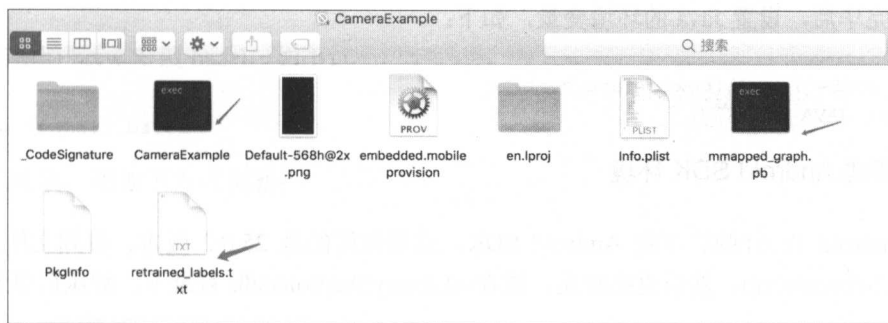 CameraExample
搜索
exec
exec
PROV
PLIST
_CodeSignature
CameraExample
Default-568h@2x
.png
embedded.mobile
provision
en.lproj
Info.plist
mmapped_graph.
pb
TXT
PkgInfo
retrained_labels.t
xt